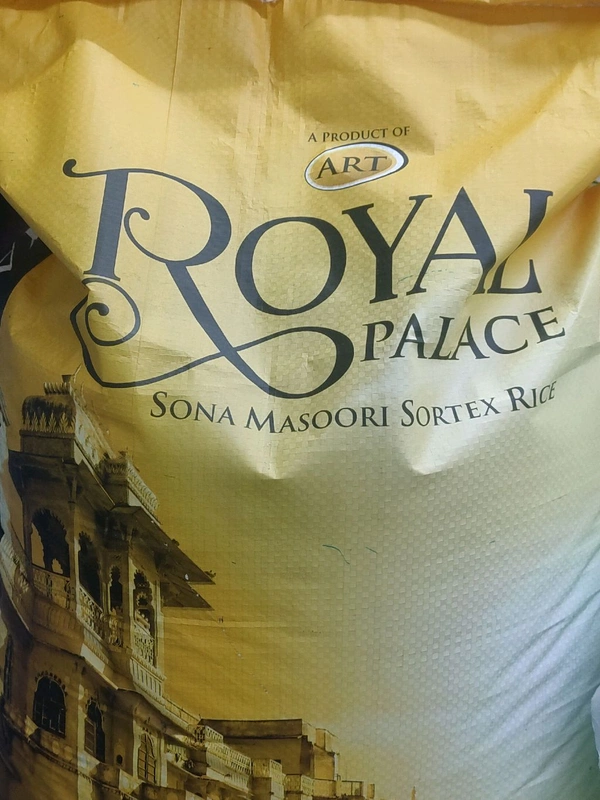 A PRODUCT OF
ART
ROYAL
PALACE
SONA MASOORI SORTEX RICE